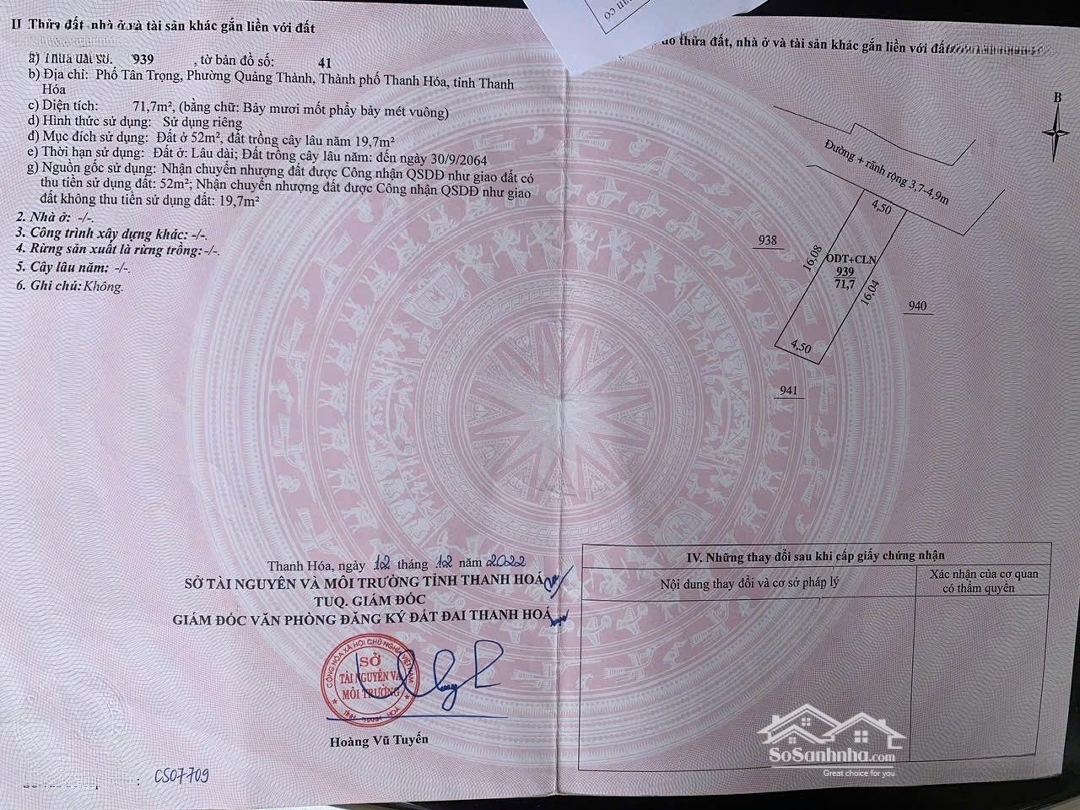 II Thửa đất, nhà ở và tài sản khác gắn liền với đất
a) Thửa đất số: 939 , tờ bản đồ số: 41
b) Địa chỉ: Phố Tân Trọng, Phường Quảng Thành, Thành phố Thanh Hóa, tỉnh Thanh
Hóa
c) Diện tích: 71,7m², (bằng chữ: Bảy mươi mốt phẩy bảy mét vuông)
d) Hình thức sử dụng: Sử dụng riêng
đ) Mục đích sử dụng: Đất ở 52m², đất trồng cây lâu năm 19,7m²
e) Thời hạn sử dụng: Đất ở: Lâu dài; Đất trồng cây lâu năm: đến ngày 30/9/2064
g) Nguồn gốc sử dụng: Nhận chuyển nhượng đất được Công nhận QSDĐ như giao đất có
thu tiền sử dụng đất: 52m²; Nhận chuyển nhượng đất được Công nhận QSDĐ như giao
đất không thu tiền sử dụng đất: 19,7m²
2. Nhà ở: -/-.
3. Công trình xây dựng khác: -/-.
4. Rừng sản xuất là rừng trồng: -/-.
5. Cây lâu năm: -/-.
6. Ghi chú: Không.
Thanh Hóa, ngày 12 tháng 12 năm 2022
SỞ TÀI NGUYÊN VÀ MÔI TRƯỜNG TỈNH THANH HOÁ
TUQ. GIÁM ĐỐC
GIÁM ĐỐC VĂN PHÒNG ĐĂNG KÝ ĐẤT ĐAI THANH HOÁ
CỘNG HÒA XÃ HỘI CHỦ NGHĨA VIỆT NAM
SỞ
TÀI NGUYÊN VÀ
MÔI TRƯỜNG
Hoàng Vũ Tuyến
CS07709
thửa đất, nhà ở và tài sản khác gắn liền với đất
B
Đường + rãnh rộng 3,7-4,9m
4,50
938
16,08
ODT+CLN
939
71,7
16,04
940
4,50
941
IV. Những thay đổi sau khi cấp giấy chứng nhận
Nội dung thay đổi và cơ sở pháp lý
Xác nhận của cơ quan
có thẩm quyền
SoSanhnha.com
Great choice for you